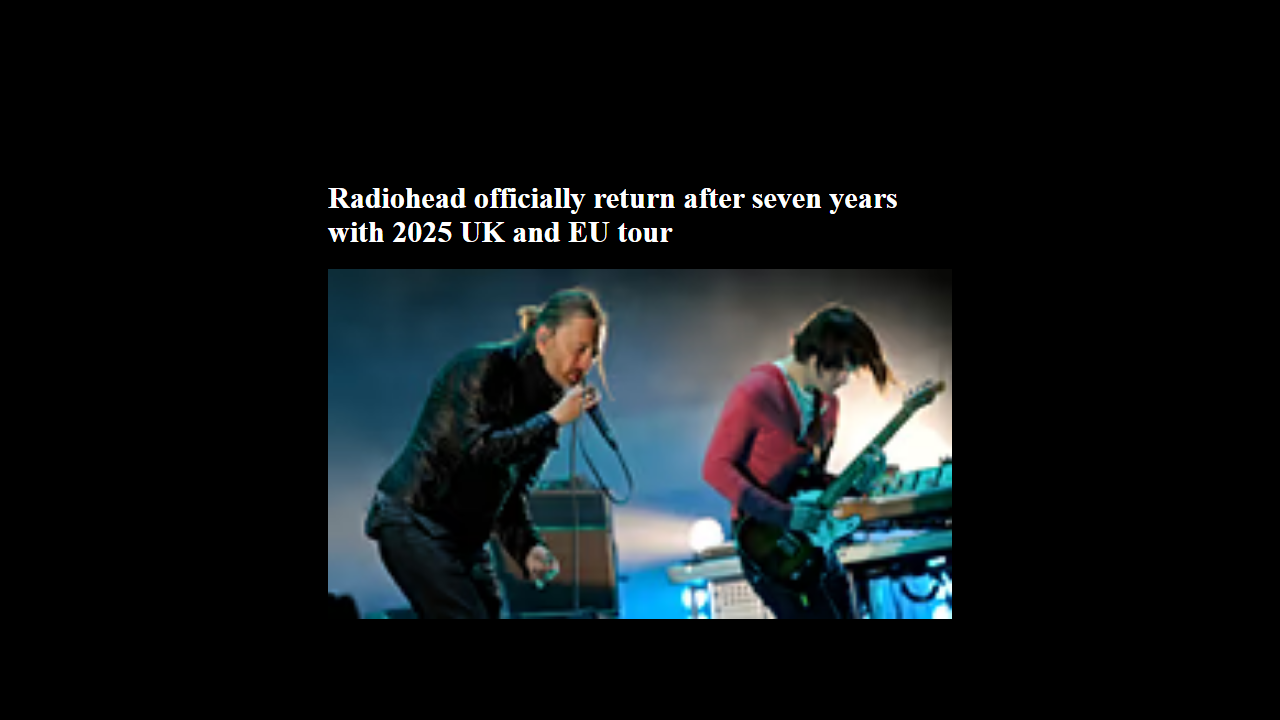 Radiohead officially return after seven years
with 2025 UK and EU tour